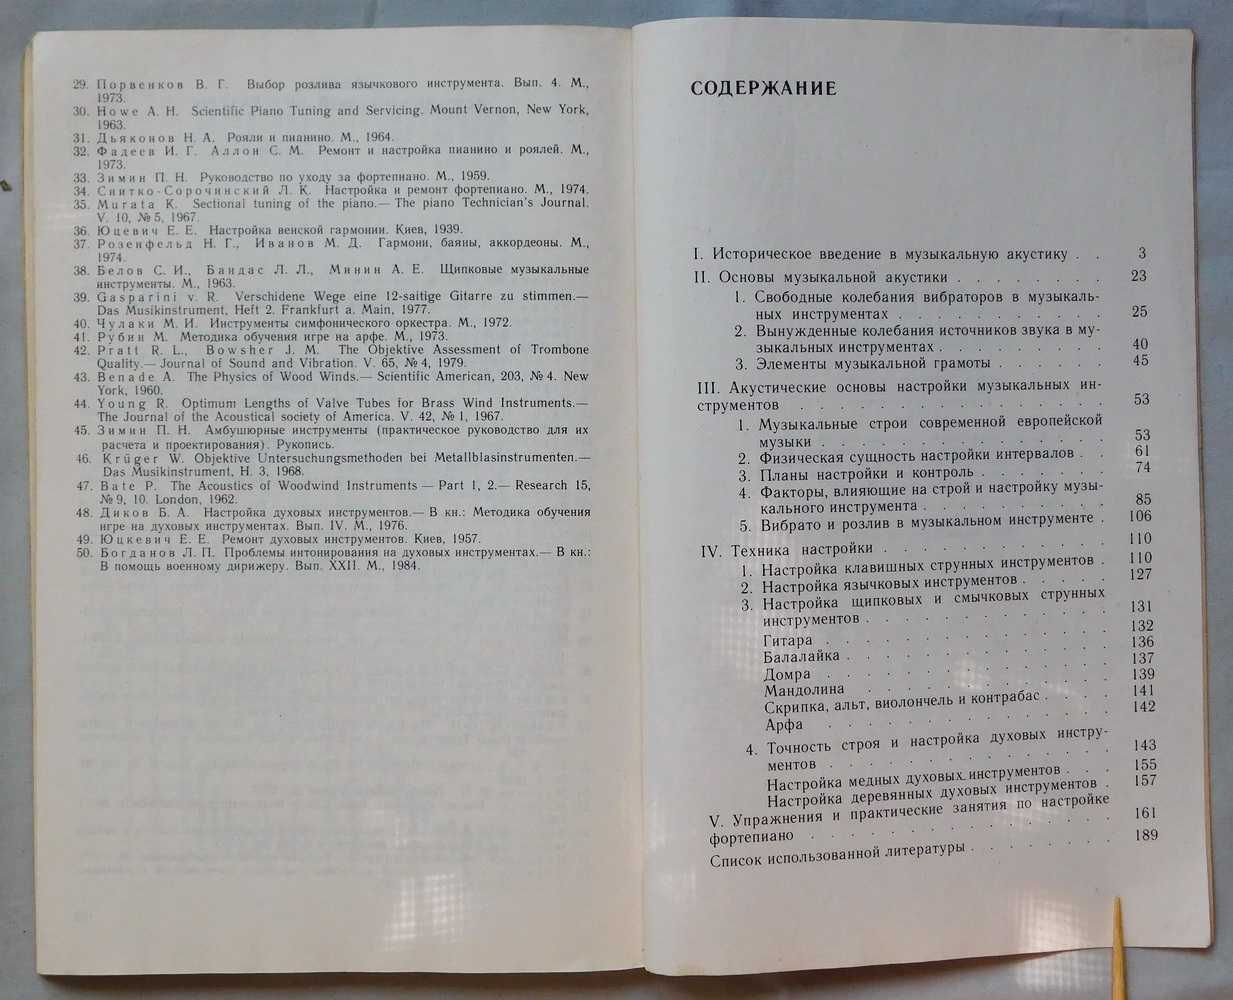 29. Порвенков В. Г. Выбор розлива язычкового инструмента. Вып. 4. М.,
1973.
30. Howe A. H. Scientific Piano Tuning and Servicing. Mount Vernon, New York,
1963.
31. Дьяконов Н. А. Рояли и пианино. М., 1964.
32. Фадеев И. Г. Аллон С. М. Ремонт и настройка пианино и роялей. М.,
1973.
33. Зимин П. Н. Руководство по уходу за фортепиано. М., 1959.
34. Снитко-Сорочинский Л. К. Настройка и ремонт фортепиано. М., 1974.
35. Murata K. Sectional tuning of the piano.— The piano Technician's Journal.
V. 10, № 5, 1967.
36. Юцевич Е. Е. Настройка венской гармонии. Киев, 1939.
37. Розенфельд Н. Г., Иванов М. Д. Гармони, баяны, аккордеоны. М.,
1974.
38. Белов С. И., Бандас Л. Л., Минин А. Е. Щипковые музыкальные
инструменты. М., 1963.
39. Gasparini v. R. Verschidene Wege eine 12-saitige Gitarre zu stimmen.—
Das Musikinstrument, Heft 2. Frankfurt a. Main, 1977.
40. Чулаки М. И. Инструменты симфонического оркестра. М., 1972.
41. Рубин М. Методика обучения игре на арфе. М., 1973.
42. Pratt R. L., Bowsher J. M. The Objektive Assessment of Trombone
Quality.— Journal of Sound and Vibration. V. 65, № 4, 1979.
43. Benade A. The Physics of Wood Winds.— Scientific American, 203, № 4. New
York, 1960.
44. Young R. Optimum Lengths of Valve Tubes for Brass Wind Instruments.—
The Journal of the Acoustical society of America. V. 42, № 1, 1967.
45. Зимин П. Н. Амбушюрные инструменты (практическое руководство для их
расчета и проектирования). Рукопись.
46. Krüger W. Objektive Untersuchungsmethoden bei Metallblasinstrumenten.—
Das Musikinstrument, H. 3, 1968.
47. Bate P. The Acoustics of Woodwind Instruments — Part 1, 2.— Research 15,
№ 9, 10. London, 1962.
48. Диков Б. А. Настройка духовых инструментов.— В кн.: Методика обучения
игре на духовых инструментах. Вып. IV. М., 1976.
49. Юцкевич Е. Е. Ремонт духовых инструментов. Киев, 1957.
50. Богданов Л. П. Проблемы интонирования на духовых инструментах.— В кн.:
В помощь военному дирижеру. Вып. XXII. М., 1984.
СОДЕРЖАНИЕ
I. Историческое введение в музыкальную акустику . . 3
II. Основы музыкальной акустики . . . . . . . . 23
1. Свободные колебания вибраторов в музыкаль-
ных инструментах . . . . . . . . . . . 25
2. Вынужденные колебания источников звука в му-
зыкальных инструментах . . . . . . . . . 40
3. Элементы музыкальной грамоты . . . . . . 45
III. Акустические основы настройки музыкальных ин-
струментов . . . . . . . . . . . . . . . 53
1. Музыкальные строи современной европейской
музыки . . . . . . . . . . . . . . . 53
2. Физическая сущность настройки интервалов . . 61
3. Планы настройки и контроль . . . . . . . 74
4. Факторы, влияющие на строй и настройку музы-
кального инструмента . . . . . . . . . . 85
5. Вибрато и розлив в музыкальном инструменте . 106
IV. Техника настройки . . . . . . . . . . . . 110
1. Настройка клавишных струнных инструментов . 110
2. Настройка язычковых инструментов . . . . . 127
3. Настройка щипковых и смычковых струнных
инструментов . . . . . . . . . . . . . 131
Гитара . . . . . . . . . . . . . . . 132
Балалайка . . . . . . . . . . . . . . 136
Домра . . . . . . . . . . . . . . . 137
Мандолина . . . . . . . . . . . . . . 139
Скрипка, альт, виолончель и контрабас . . . . 141
Арфа . . . . . . . . . . . . . . . 142
4. Точность строя и настройка духовых инстру-
ментов . . . . . . . . . . . . . . . 143
Настройка медных духовых инструментов . . . 155
Настройка деревянных духовых инструментов . 157
V. Упражнения и практические занятия по настройке
фортепиано . . . . . . . . . . . . . . . 161
Список использованной литературы . . . . . . . . 189